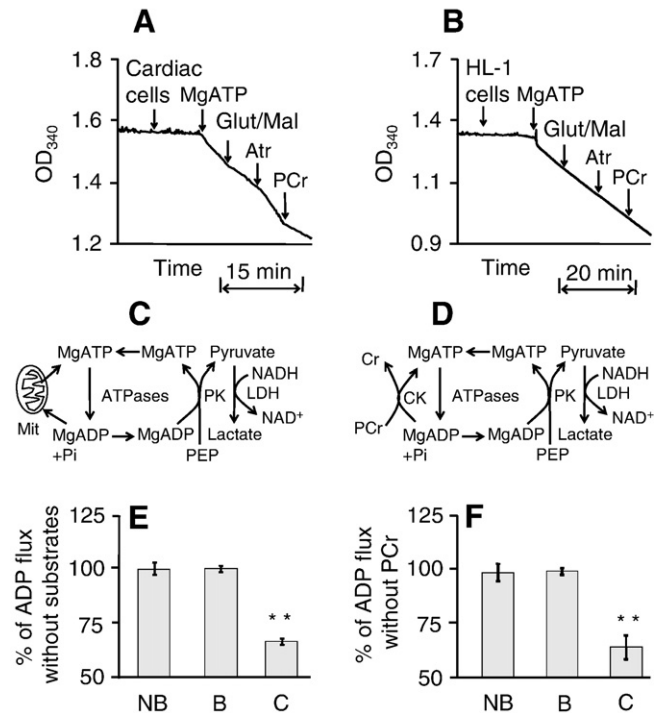 A
1.8
1.6
1.4
1.2
OD340
Cardiac
cells
MgATP
Glut/Mal
Atr
PCr
Time
15 min
B
1.7
1.4
1.1
0.9
OD340
HL-1
cells
MgATP
Glut/Mal
Atr
PCr
Time
20 min
C
MgATP
MgATP
Pyruvate
NADH
ATPases
PK
LDH
NAD+
Mit
MgADP
+Pi
MgADP
Lactate
PEP
D
Cr
MgATP
MgATP
Pyruvate
NADH
CK
ATPases
PK
LDH
NAD+
PCr
MgADP
+Pi
MgADP
Lactate
PEP
E
% of ADP flux
without substrates
125
100
75
50
**
NB
B
C
F
% of ADP flux
without PCr
125
100
75
50
**
NB
B
C